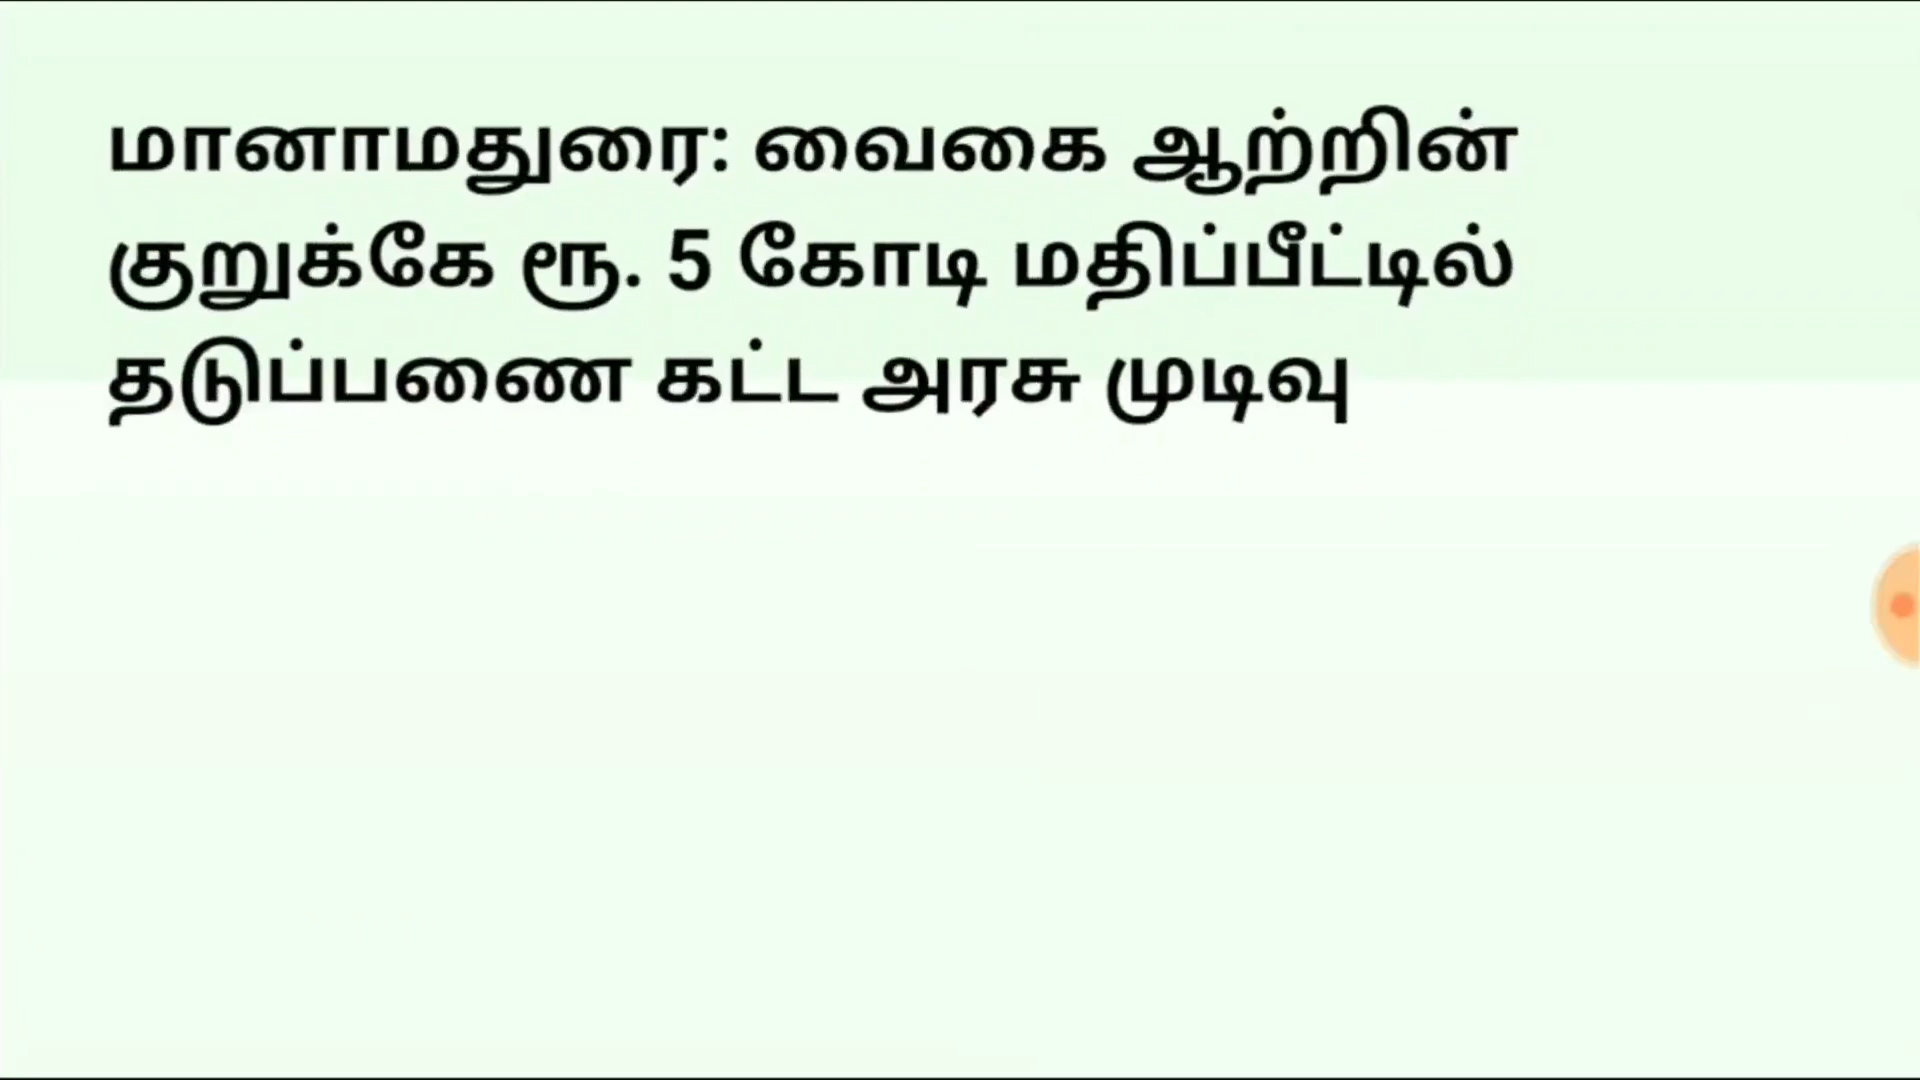 மானாமதுரை: வைகை ஆற்றின்
குறுக்கே ரூ. 5 கோடி மதிப்பீட்டில்
தடுப்பணை கட்ட அரசு முடிவு